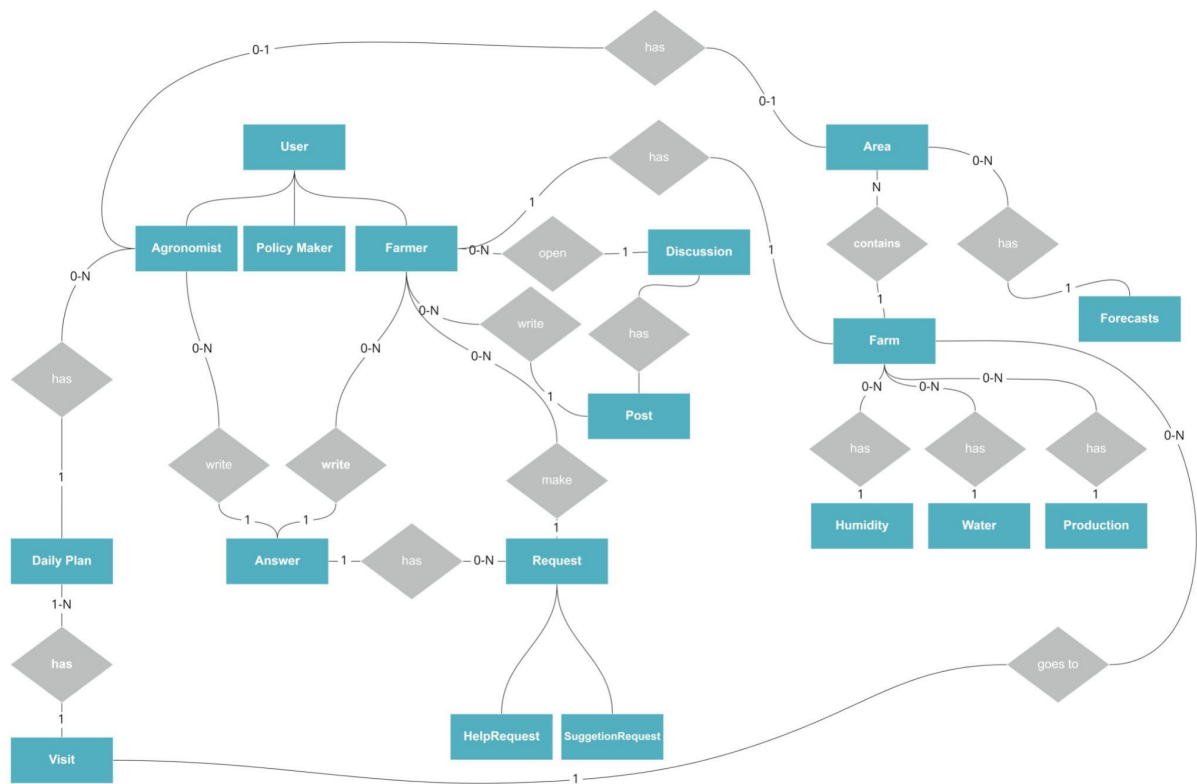 has
0-1
0-1
User
has
Area
0-N
1
N
Agronomist
Policy Maker
Farmer
0-N
open
1
Discussion
contains
has
1
0-N
0-N
write
has
1
1
Forecasts
Farm
0-N
0-N
0-N
has
0-N
0-N
0-N
1
Post
0-N
has
has
has
write
write
make
1
1
1
1
Humidity
Water
Production
1
1
1
Daily Plan
Answer
1
has
0-N
Request
1-N
has
goes to
1
HelpRequest
SuggetionRequest
Visit
1